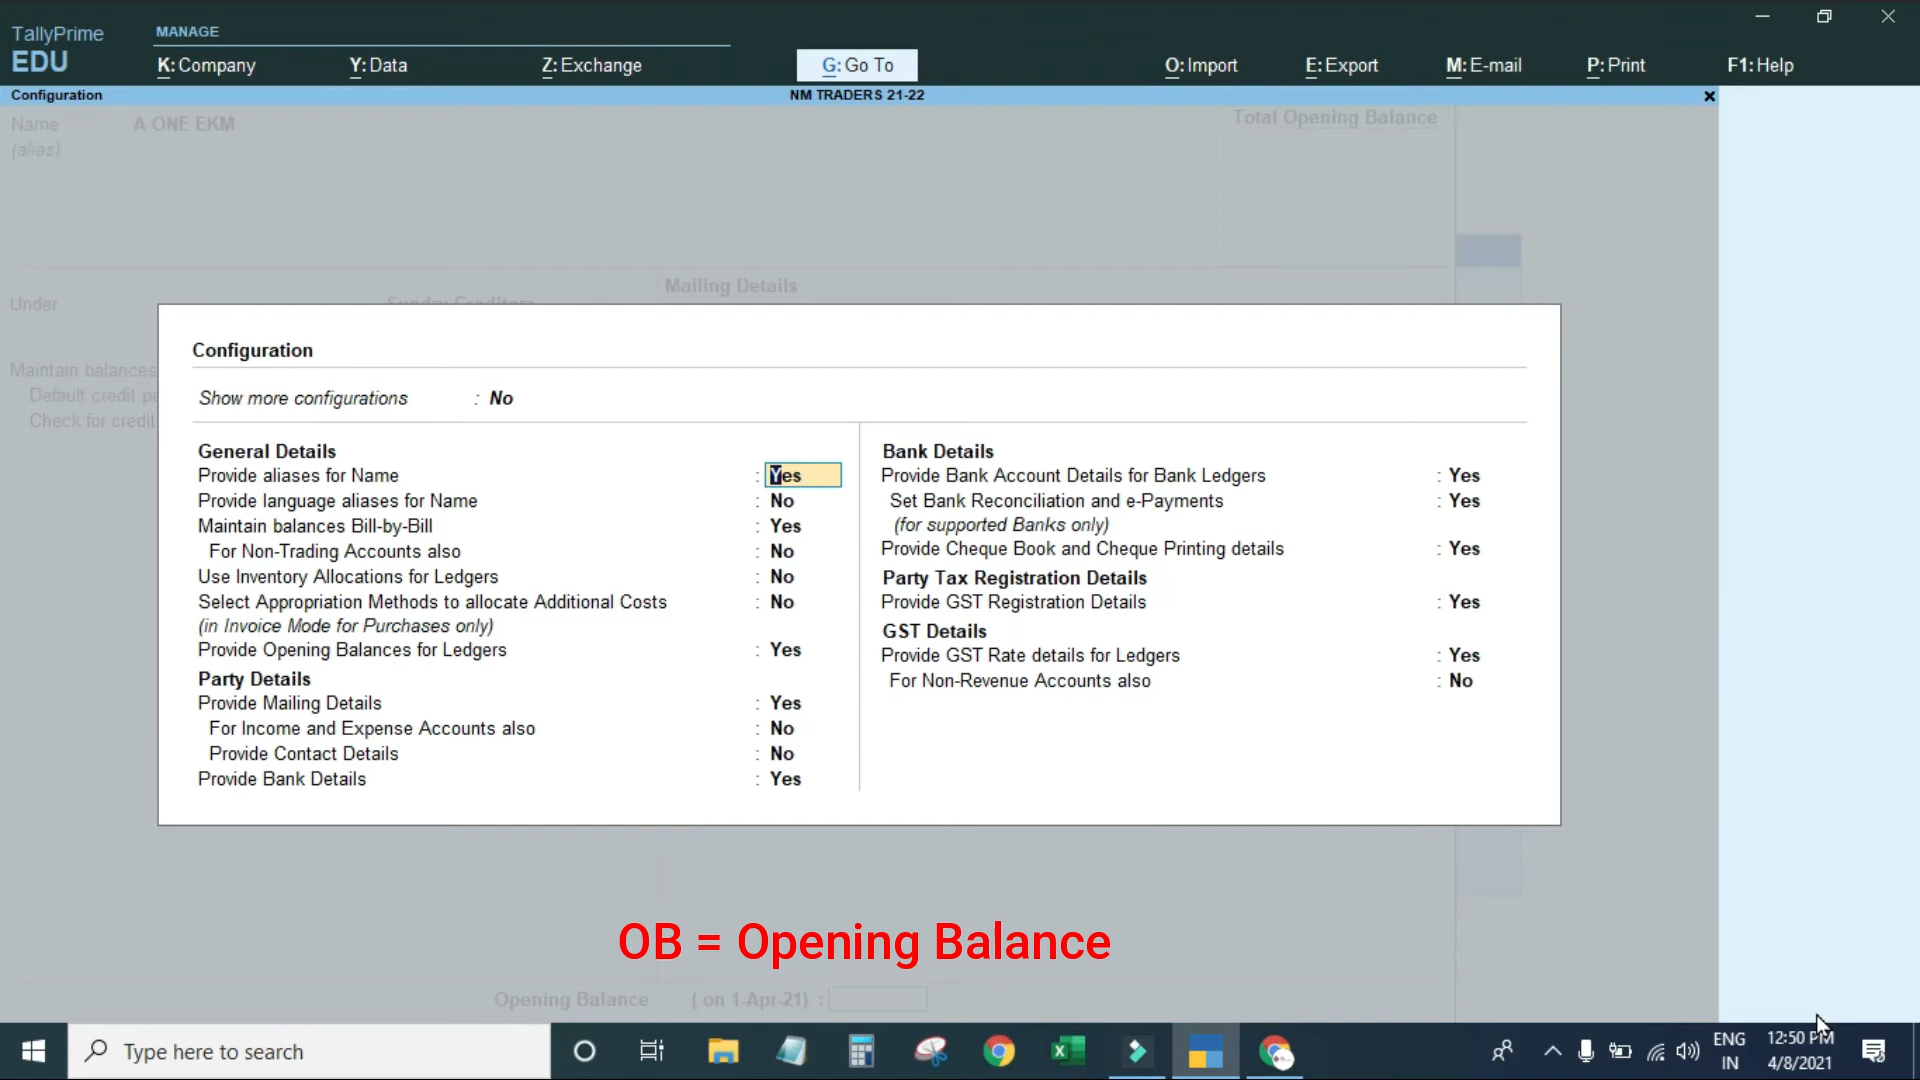 TallyPrime
EDU
MANAGE
K: Company
Y: Data
Z: Exchange
G: Go To
O: Import
E: Export
M: E-mail
P: Print
F1: Help
Configuration
NM TRADERS 21-22
Name : A ONE EKM
(alias)
Total Opening Balance
Under
Sundry Creditors
Mailing Details
Maintain balances
Default credit
Check for credit
Configuration
Show more configurations : No
General Details
Provide aliases for Name : Yes
Provide language aliases for Name : No
Maintain balances Bill-by-Bill : Yes
For Non-Trading Accounts also : No
Use Inventory Allocations for Ledgers : No
Select Appropriation Methods to allocate Additional Costs : No
(in Invoice Mode for Purchases only)
Provide Opening Balances for Ledgers : Yes
Party Details
Provide Mailing Details : Yes
For Income and Expense Accounts also : No
Provide Contact Details : No
Provide Bank Details : Yes
Bank Details
Provide Bank Account Details for Bank Ledgers : Yes
Set Bank Reconciliation and e-Payments : Yes
(for supported Banks only)
Provide Cheque Book and Cheque Printing details : Yes
Party Tax Registration Details
Provide GST Registration Details : Yes
GST Details
Provide GST Rate details for Ledgers : Yes
For Non-Revenue Accounts also : No
OB = Opening Balance
Opening Balance ( on 1-Apr-21) :
Type here to search
ENG
IN
12:50 PM
4/8/2021